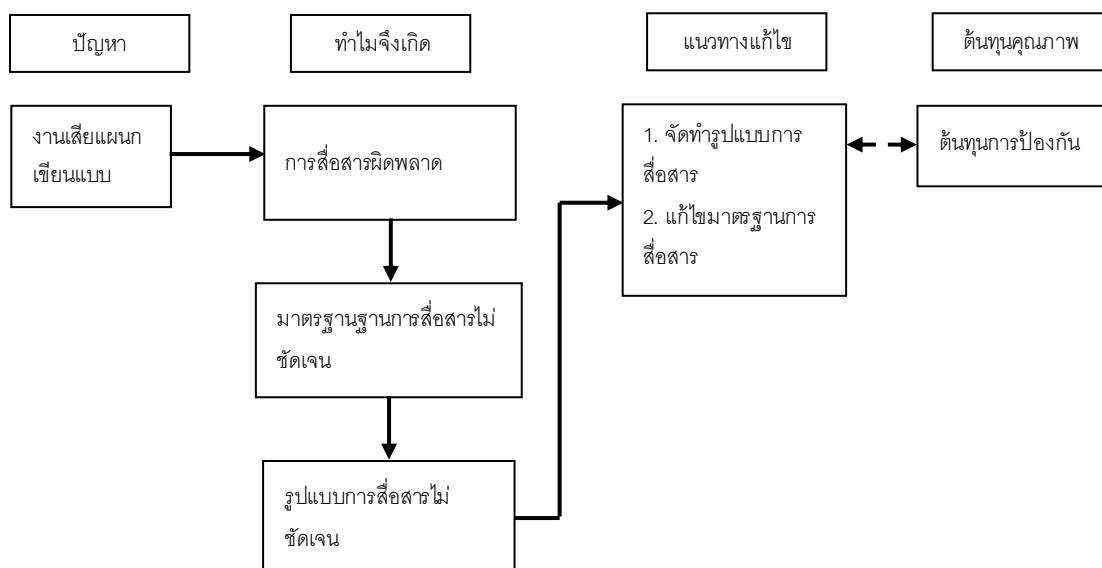 ปัญหา
ทำไมจึงเกิด
แนวทางแก้ไข
ต้นทุนคุณภาพ
งานเสียแผนก
เขียนแบบ
การสื่อสารผิดพลาด
1. จัดทำรูปแบบการ
สื่อสาร
2. แก้ไขมาตรฐานการ
สื่อสาร
ต้นทุนการป้องกัน
มาตรฐานฐานการสื่อสารไม่
ชัดเจน
รูปแบบการสื่อสารไม่
ชัดเจน